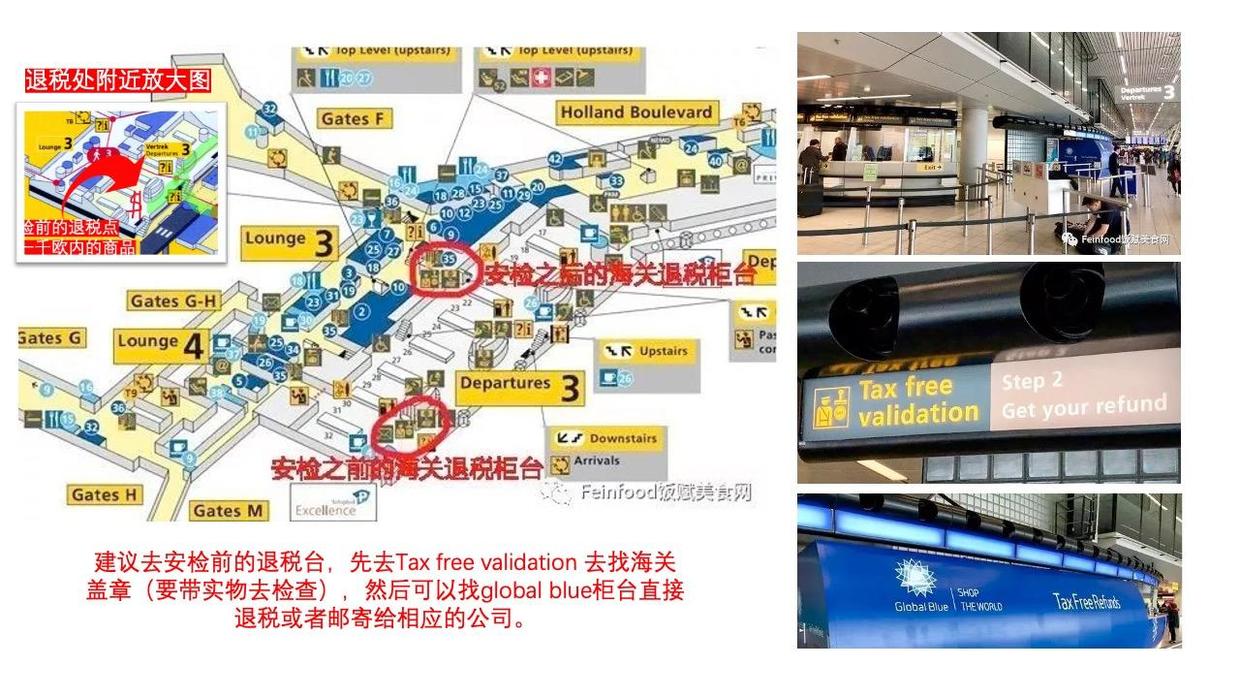 退税处附近放大图
Lounge 3
Vertrek
Departures 3
检前的退税点
一千欧内的商品
Top Level (upstairs)
20 27
Top Level (upstairs)
52
Gates F
Holland Boulevard
Lounge 3
安检之后的海关退税柜台
Gates G-H
Gates G
Lounge 4
Upstairs
26
Departures 3
安检之前的海关退税柜台
Downstairs
Arrivals
Gates H
Gates M
Excellence
Feinfood饭赋美食网
建议去安检前的退税台，先去Tax free validation 去找海关
盖章（要带实物去检查），然后可以找global blue柜台直接
退税或者邮寄给相应的公司。
Departures 3
Vertrek
Exit
Feinfood饭赋美食网
Tax free
validation
Step 2
Get your refund
Global Blue
SHOP
THE WORLD
Tax Free Refunds